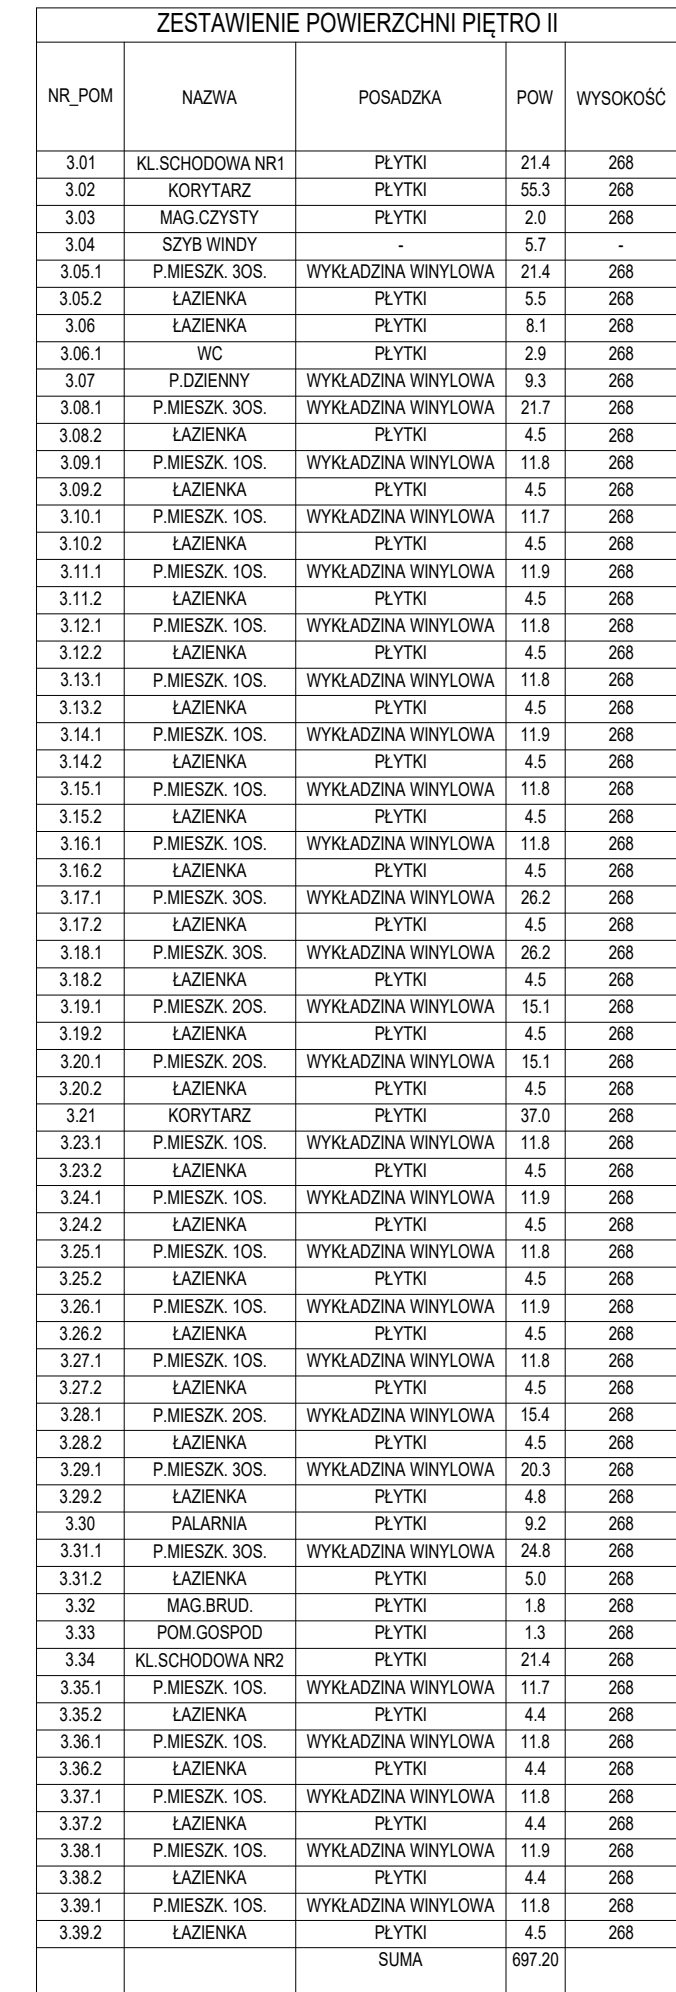 ZESTAWIENIE POWIERZCHNI PIĘTRO II
NR_POM NAZWA POSADZKA POW WYSOKOŚĆ
3.01 KL.SCHODOWA NR1 PŁYTKI 21.4 268
3.02 KORYTARZ PŁYTKI 55.3 268
3.03 MAG.CZYSTY PŁYTKI 2.0 268
3.04 SZYB WINDY - 5.7 -
3.05.1 P.MIESZK. 3OS. WYKŁADZINA WINYLOWA 21.4 268
3.05.2 ŁAZIENKA PŁYTKI 5.5 268
3.06 ŁAZIENKA PŁYTKI 8.1 268
3.06.1 WC PŁYTKI 2.9 268
3.07 P.DZIENNY WYKŁADZINA WINYLOWA 9.3 268
3.08.1 P.MIESZK. 3OS. WYKŁADZINA WINYLOWA 21.7 268
3.08.2 ŁAZIENKA PŁYTKI 4.5 268
3.09.1 P.MIESZK. 1OS. WYKŁADZINA WINYLOWA 11.8 268
3.09.2 ŁAZIENKA PŁYTKI 4.5 268
3.10.1 P.MIESZK. 1OS. WYKŁADZINA WINYLOWA 11.7 268
3.10.2 ŁAZIENKA PŁYTKI 4.5 268
3.11.1 P.MIESZK. 1OS. WYKŁADZINA WINYLOWA 11.9 268
3.11.2 ŁAZIENKA PŁYTKI 4.5 268
3.12.1 P.MIESZK. 1OS. WYKŁADZINA WINYLOWA 11.8 268
3.12.2 ŁAZIENKA PŁYTKI 4.5 268
3.13.1 P.MIESZK. 1OS. WYKŁADZINA WINYLOWA 11.8 268
3.13.2 ŁAZIENKA PŁYTKI 4.5 268
3.14.1 P.MIESZK. 1OS. WYKŁADZINA WINYLOWA 11.9 268
3.14.2 ŁAZIENKA PŁYTKI 4.5 268
3.15.1 P.MIESZK. 1OS. WYKŁADZINA WINYLOWA 11.8 268
3.15.2 ŁAZIENKA PŁYTKI 4.5 268
3.16.1 P.MIESZK. 1OS. WYKŁADZINA WINYLOWA 11.8 268
3.16.2 ŁAZIENKA PŁYTKI 4.5 268
3.17.1 P.MIESZK. 3OS. WYKŁADZINA WINYLOWA 26.2 268
3.17.2 ŁAZIENKA PŁYTKI 4.5 268
3.18.1 P.MIESZK. 3OS. WYKŁADZINA WINYLOWA 26.2 268
3.18.2 ŁAZIENKA PŁYTKI 4.5 268
3.19.1 P.MIESZK. 2OS. WYKŁADZINA WINYLOWA 15.1 268
3.19.2 ŁAZIENKA PŁYTKI 4.5 268
3.20.1 P.MIESZK. 2OS. WYKŁADZINA WINYLOWA 15.1 268
3.20.2 ŁAZIENKA PŁYTKI 4.5 268
3.21 KORYTARZ PŁYTKI 37.0 268
3.23.1 P.MIESZK. 1OS. WYKŁADZINA WINYLOWA 11.8 268
3.23.2 ŁAZIENKA PŁYTKI 4.5 268
3.24.1 P.MIESZK. 1OS. WYKŁADZINA WINYLOWA 11.9 268
3.24.2 ŁAZIENKA PŁYTKI 4.5 268
3.25.1 P.MIESZK. 1OS. WYKŁADZINA WINYLOWA 11.8 268
3.25.2 ŁAZIENKA PŁYTKI 4.5 268
3.26.1 P.MIESZK. 1OS. WYKŁADZINA WINYLOWA 11.9 268
3.26.2 ŁAZIENKA PŁYTKI 4.5 268
3.27.1 P.MIESZK. 1OS. WYKŁADZINA WINYLOWA 11.8 268
3.27.2 ŁAZIENKA PŁYTKI 4.5 268
3.28.1 P.MIESZK. 2OS. WYKŁADZINA WINYLOWA 15.4 268
3.28.2 ŁAZIENKA PŁYTKI 4.5 268
3.29.1 P.MIESZK. 3OS. WYKŁADZINA WINYLOWA 20.3 268
3.29.2 ŁAZIENKA PŁYTKI 4.8 268
3.30 PALARNIA PŁYTKI 9.2 268
3.31.1 P.MIESZK. 3OS. WYKŁADZINA WINYLOWA 24.8 268
3.31.2 ŁAZIENKA PŁYTKI 5.0 268
3.32 MAG.BRUD. PŁYTKI 1.8 268
3.33 POM.GOSPOD PŁYTKI 1.3 268
3.34 KL.SCHODOWA NR2 PŁYTKI 21.4 268
3.35.1 P.MIESZK. 1OS. WYKŁADZINA WINYLOWA 11.7 268
3.35.2 ŁAZIENKA PŁYTKI 4.4 268
3.36.1 P.MIESZK. 1OS. WYKŁADZINA WINYLOWA 11.8 268
3.36.2 ŁAZIENKA PŁYTKI 4.4 268
3.37.1 P.MIESZK. 1OS. WYKŁADZINA WINYLOWA 11.8 268
3.37.2 ŁAZIENKA PŁYTKI 4.4 268
3.38.1 P.MIESZK. 1OS. WYKŁADZINA WINYLOWA 11.9 268
3.38.2 ŁAZIENKA PŁYTKI 4.4 268
3.39.1 P.MIESZK. 1OS. WYKŁADZINA WINYLOWA 11.8 268
3.39.2 ŁAZIENKA PŁYTKI 4.5 268
SUMA 697.20